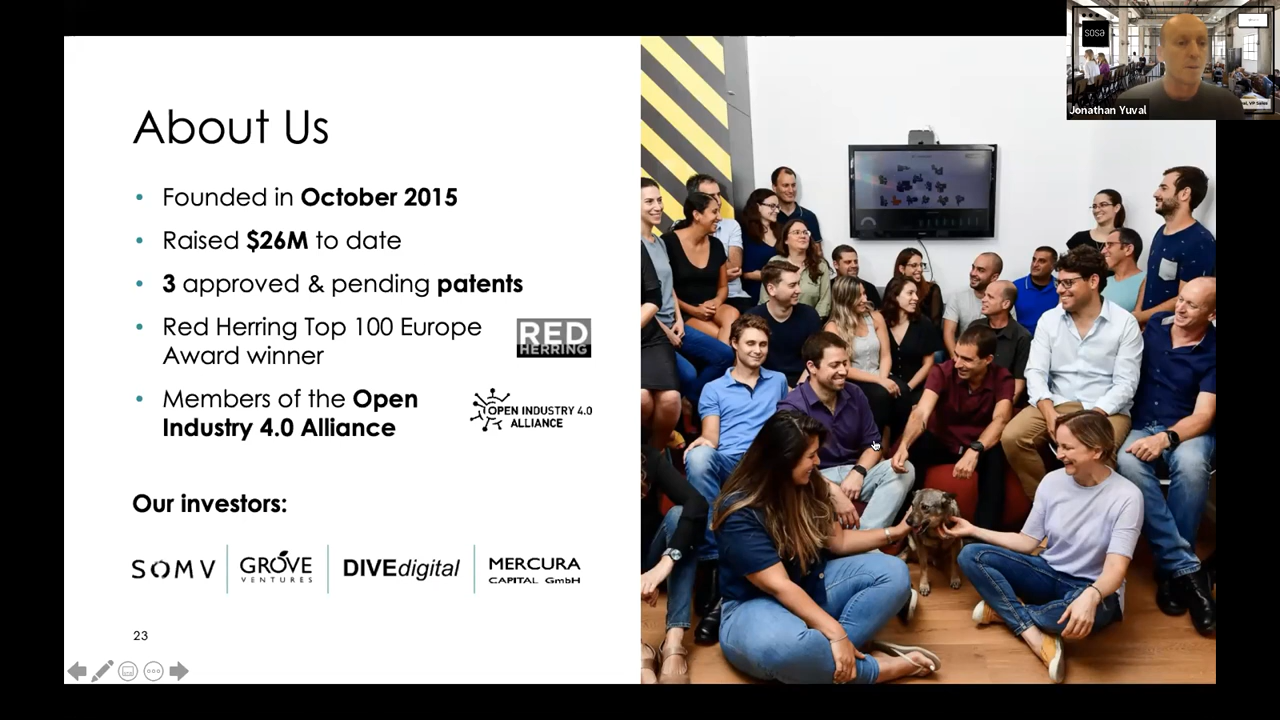 sosa
Jonathan Yuval
VP Sales
About Us
• Founded in October 2015
• Raised $26M to date
• 3 approved & pending patents
• Red Herring Top 100 Europe
Award winner
RED
HERRING
• Members of the Open
Industry 4.0 Alliance
OPEN INDUSTRY 4.0
ALLIANCE
Our investors:
SOMV
GROVE
VENTURES
DIVEdigital
MERCURA
CAPITAL GmbH
23